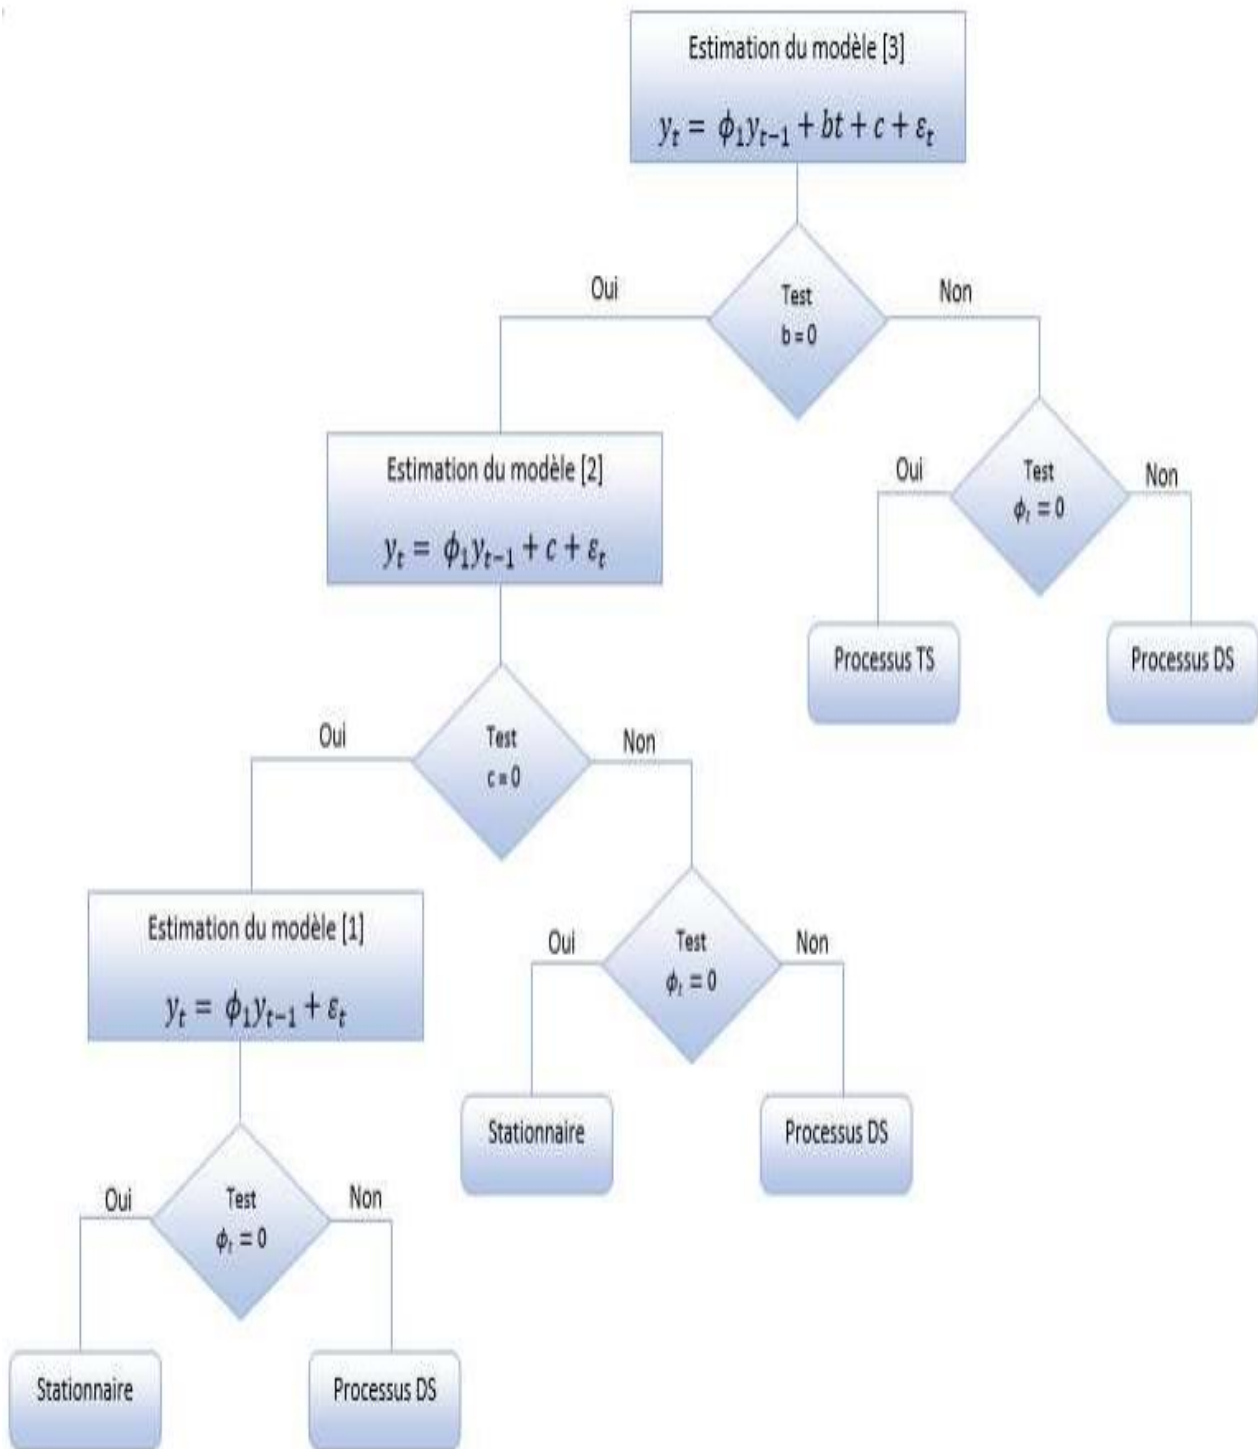 Estimation du modèle [3]
y_t = ϕ_1 y_{t−1} + bt + c + ε_t
Oui
Test
b = 0
Non
Estimation du modèle [2]
y_t = ϕ_1 y_{t−1} + c + ε_t
Oui
Test
ϕ_t = 0
Non
Processus TS
Processus DS
Oui
Test
c = 0
Non
Estimation du modèle [1]
y_t = ϕ_1 y_{t−1} + ε_t
Oui
Test
ϕ_t = 0
Non
Stationnaire
Processus DS
Oui
Test
ϕ_t = 0
Non
Stationnaire
Processus DS